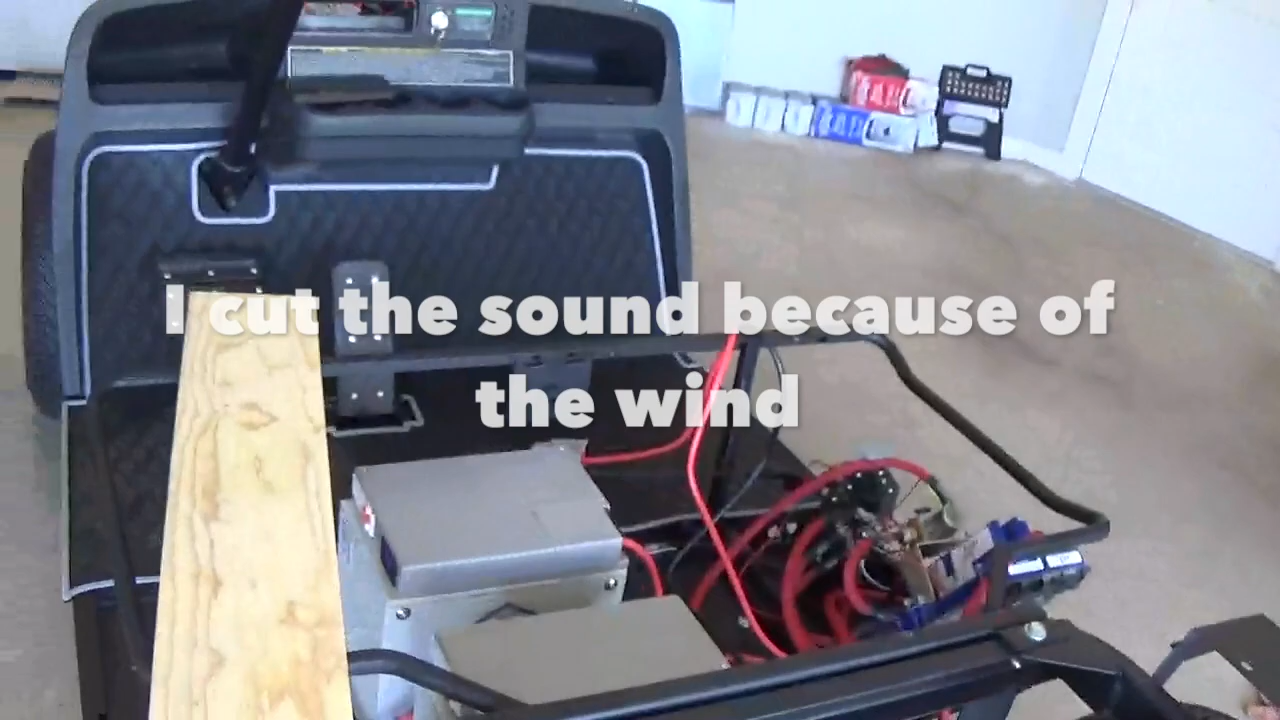 I cut the sound because of
the wind